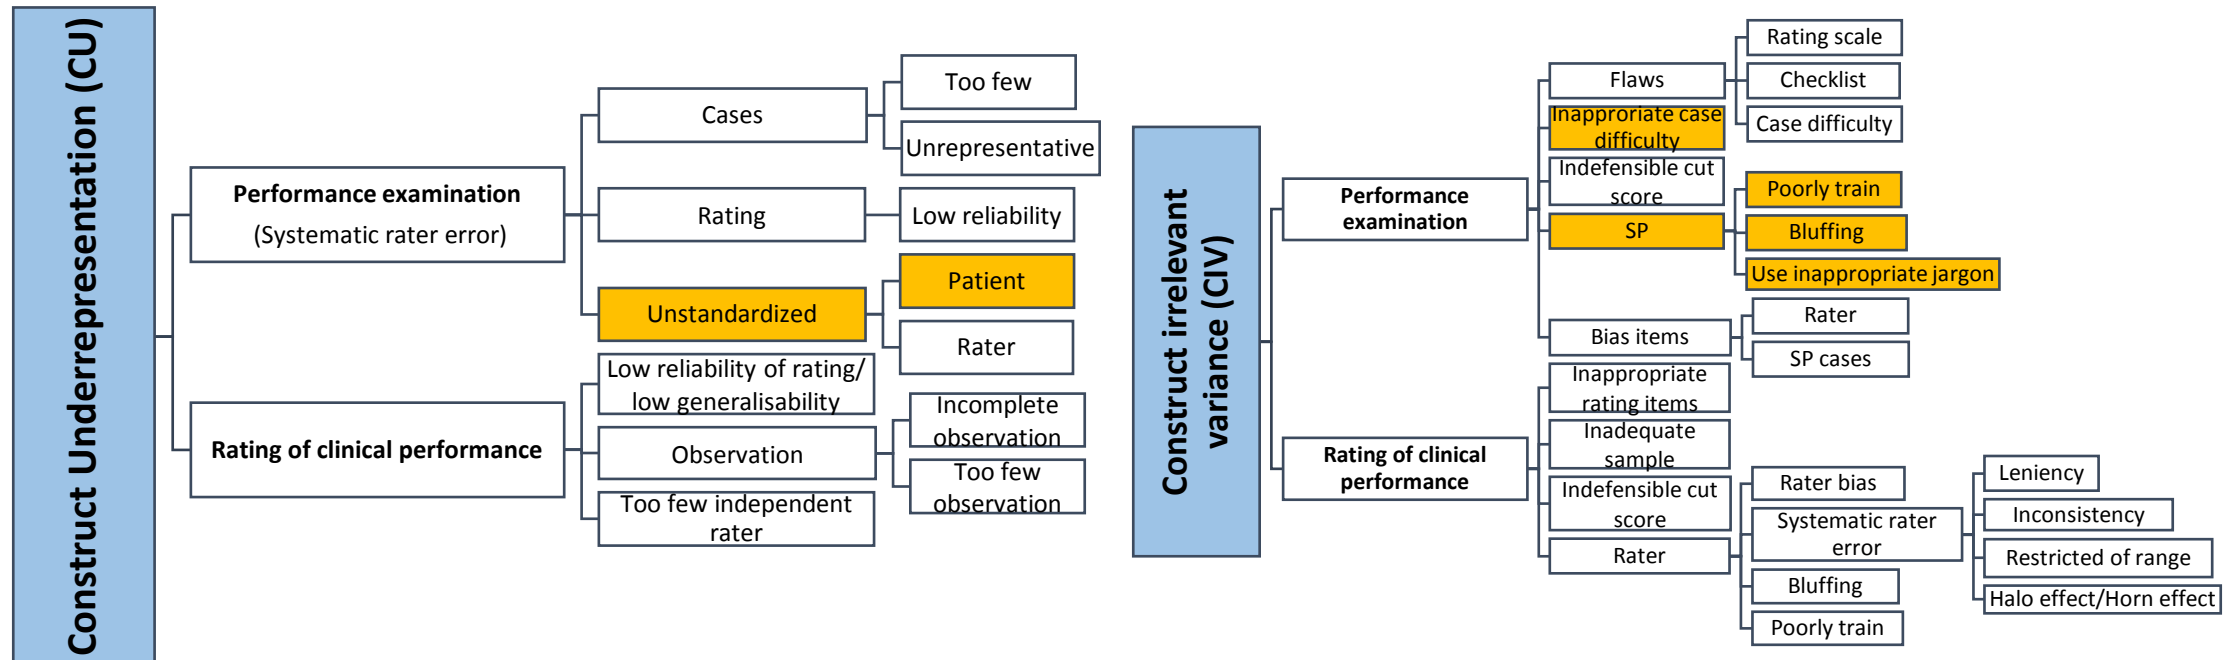 Construct Underrepresentation (CU)
Performance examination
(Systematic rater error)
Cases
Too few
Unrepresentative
Rating
Low reliability
Unstandardized
Patient
Rater
Rating of clinical performance
Low reliability of rating/
low generalisability
Observation
Incomplete
observation
Too few
observation
Too few independent
rater
Construct irrelevant
variance (CIV)
Performance
examination
Flaws
Rating scale
Checklist
Case difficulty
Inapproriate case
difficulty
Indefensible cut
score
SP
Poorly train
Bluffing
Use inappropriate jargon
Bias items
Rater
SP cases
Rating of clinical
performance
Inappropriate
rating items
Inadequate
sample
Indefensible cut
score
Rater
Rater bias
Systematic rater
error
Leniency
Inconsistency
Restricted of range
Halo effect/Horn effect
Bluffing
Poorly train